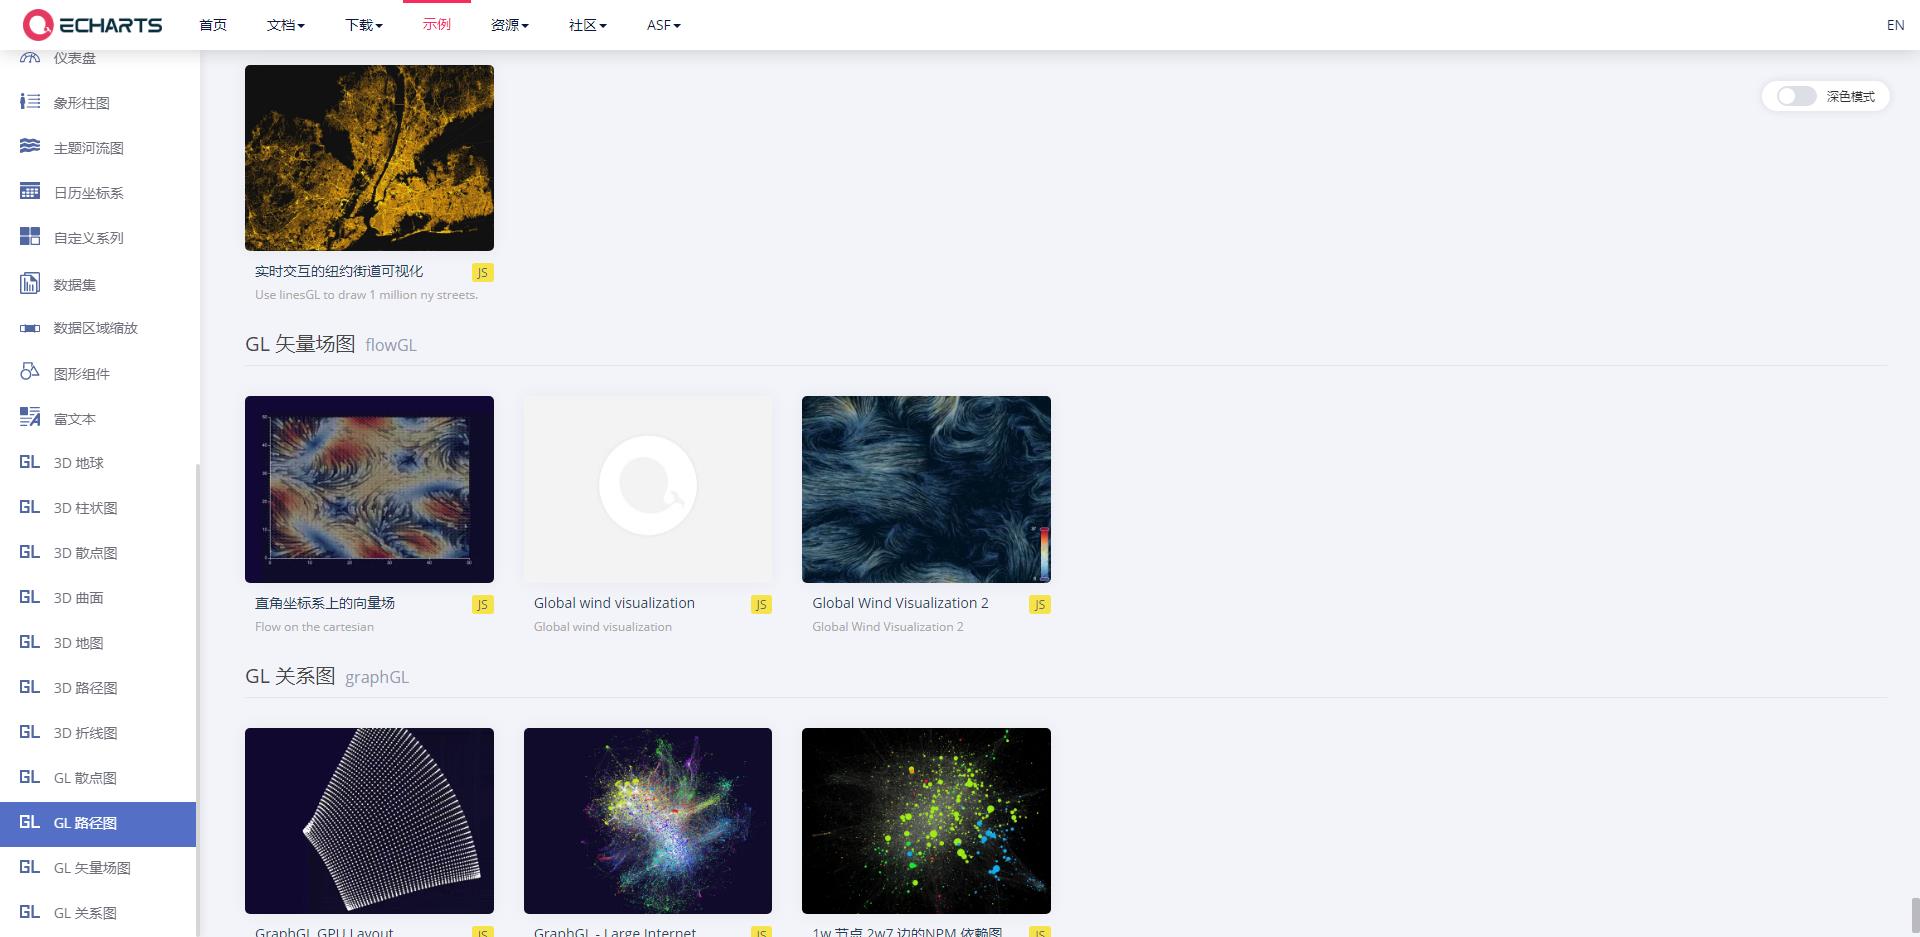 ECHARTS
首页
文档
下载
示例
资源
社区
ASF
EN
仪表盘
象形柱图
主题河流图
日历坐标系
自定义系列
数据集
数据区域缩放
图形组件
富文本
GL 3D 地球
GL 3D 柱状图
GL 3D 散点图
GL 3D 曲面
GL 3D 地图
GL 3D 路径图
GL 3D 折线图
GL GL 散点图
GL GL 路径图
GL GL 矢量场图
GL GL 关系图
深色模式
实时交互的纽约街道可视化 JS
Use linesGL to draw 1 million ny streets.
GL 矢量场图 flowGL
直角坐标系上的向量场 JS
Flow on the cartesian
Global wind visualization JS
Global wind visualization
Global Wind Visualization 2 JS
Global Wind Visualization 2
GL 关系图 graphGL
GraphGL GPU Layout JS
GraphGL - Large Internet JS
1w 节点 2w7 边的NPM 依赖图 JS